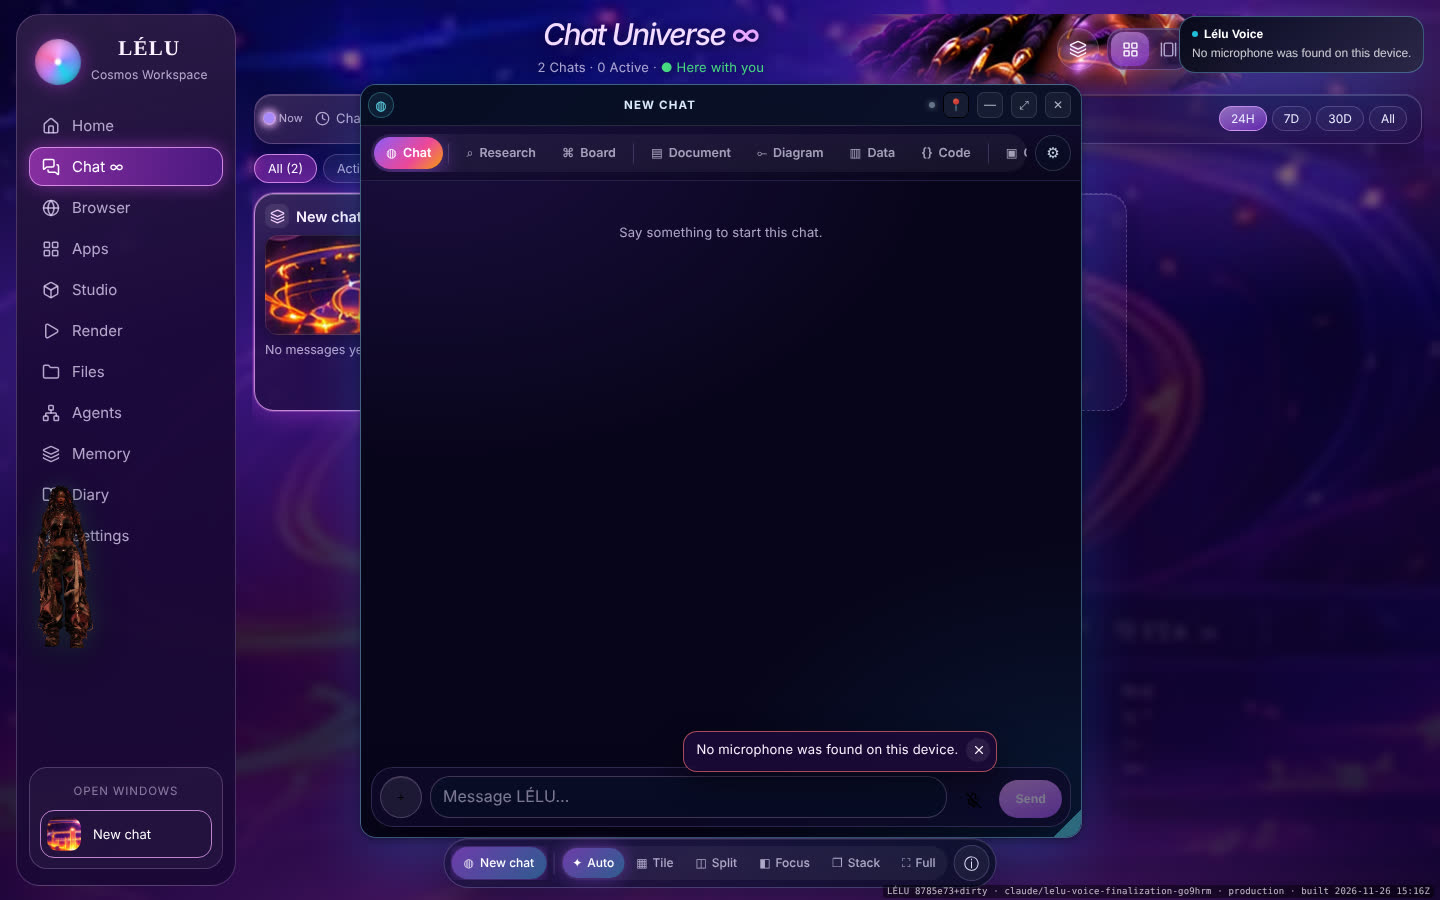 LÉLU
Cosmos Workspace
Home
Chat ∞
Browser
Apps
Studio
Render
Files
Agents
Memory
Diary
ettings
OPEN WINDOWS
New chat
Chat Universe ∞
2 Chats · 0 Active · Here with you
Lélu Voice
No microphone was found on this device.
Now
Cha
24H
7D
30D
All
All (2)
Acti
New chat
No messages ye
NEW CHAT
Chat
Research
Board
Document
Diagram
Data
{} Code
Say something to start this chat.
No microphone was found on this device.
Message LÉLU...
Send
New chat
Auto
Tile
Split
Focus
Stack
Full
LÉLU 8785e73+dirty · claude/lelu-voice-finalization-go9hrm · production · built 2026-11-26 15:16Z